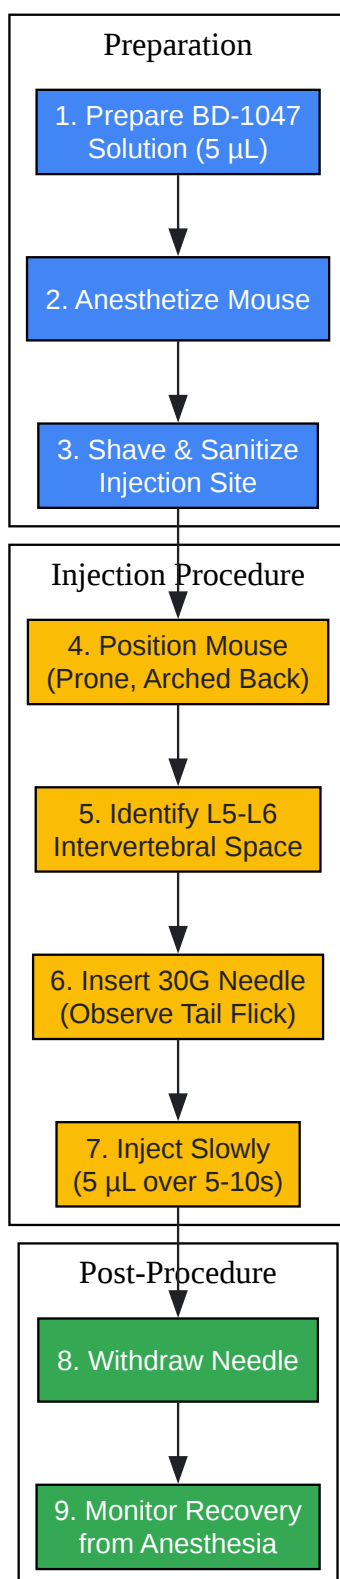 Preparation
1. Prepare BD-1047
Solution (5 µL)
2. Anesthetize Mouse
3. Shave & Sanitize
Injection Site
Injection Procedure
4. Position Mouse
(Prone, Arched Back)
5. Identify L5-L6
Intervertebral Space
6. Insert 30G Needle
(Observe Tail Flick)
7. Inject Slowly
(5 µL over 5-10s)
Post-Procedure
8. Withdraw Needle
9. Monitor Recovery
from Anesthesia